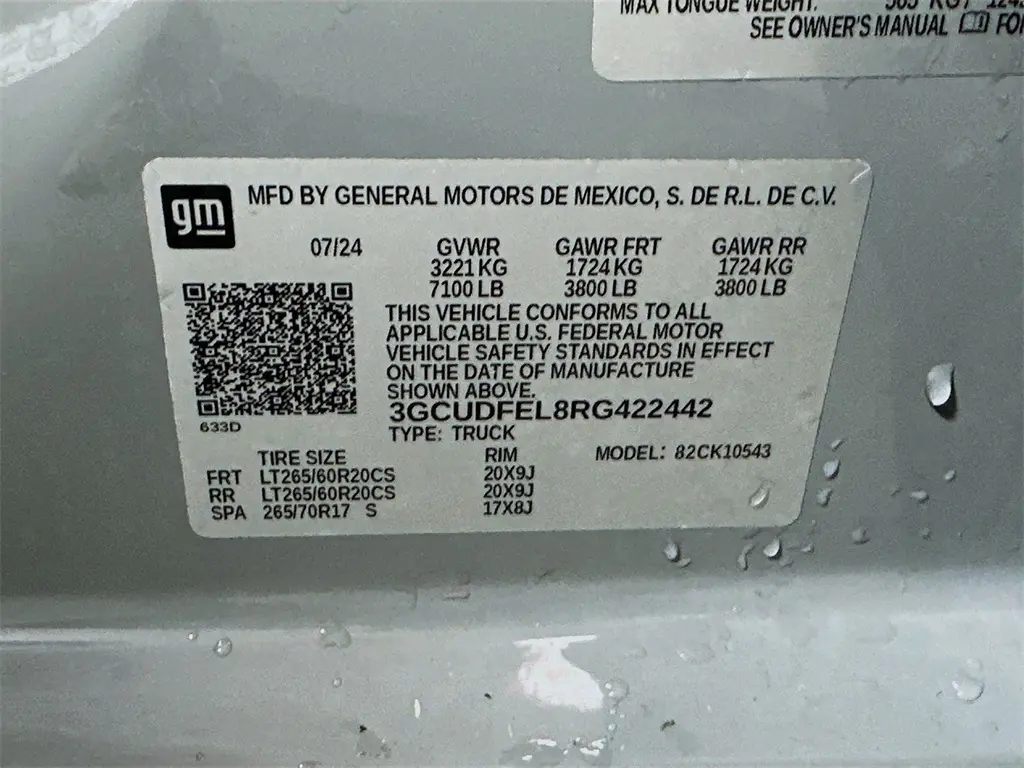 MAX TONGUE WEIGHT:
SEE OWNER'S MANUAL
gm
MFD BY GENERAL MOTORS DE MEXICO, S. DE R.L. DE C.V.
07/24 GVWR GAWR FRT GAWR RR
3221 KG 1724 KG 1724 KG
7100 LB 3800 LB 3800 LB
THIS VEHICLE CONFORMS TO ALL
APPLICABLE U.S. FEDERAL MOTOR
VEHICLE SAFETY STANDARDS IN EFFECT
ON THE DATE OF MANUFACTURE
SHOWN ABOVE.
3GCUDFEL8RG422442
633D
TYPE: TRUCK
TIRE SIZE RIM MODEL: 82CK10543
FRT LT265/60R20CS 20X9J
RR LT265/60R20CS 20X9J
SPA 265/70R17 S 17X8J